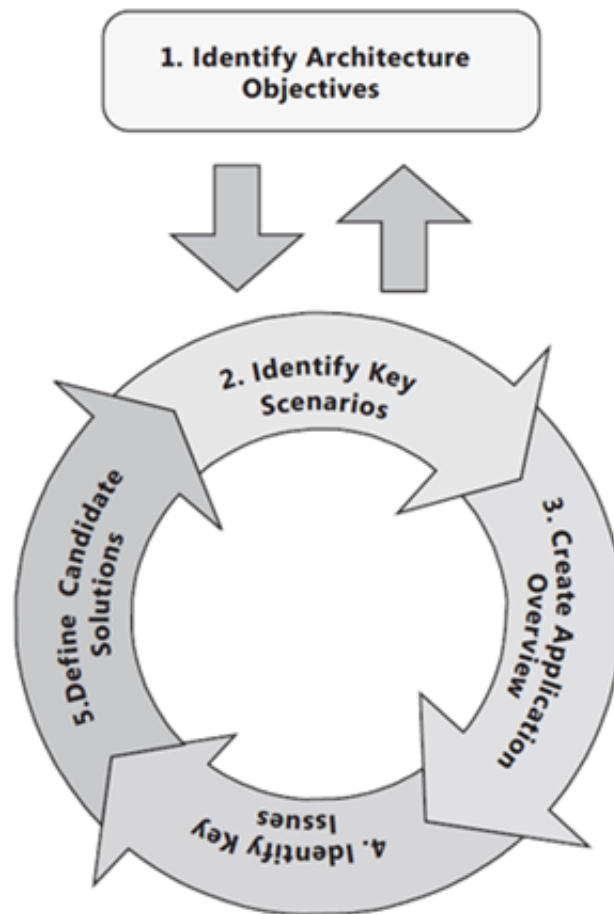 1. Identify Architecture
Objectives
2. Identify Key
Scenarios
3. Create Application
Overview
4. Identify Key
Issues
5.Define Candidate
Solutions